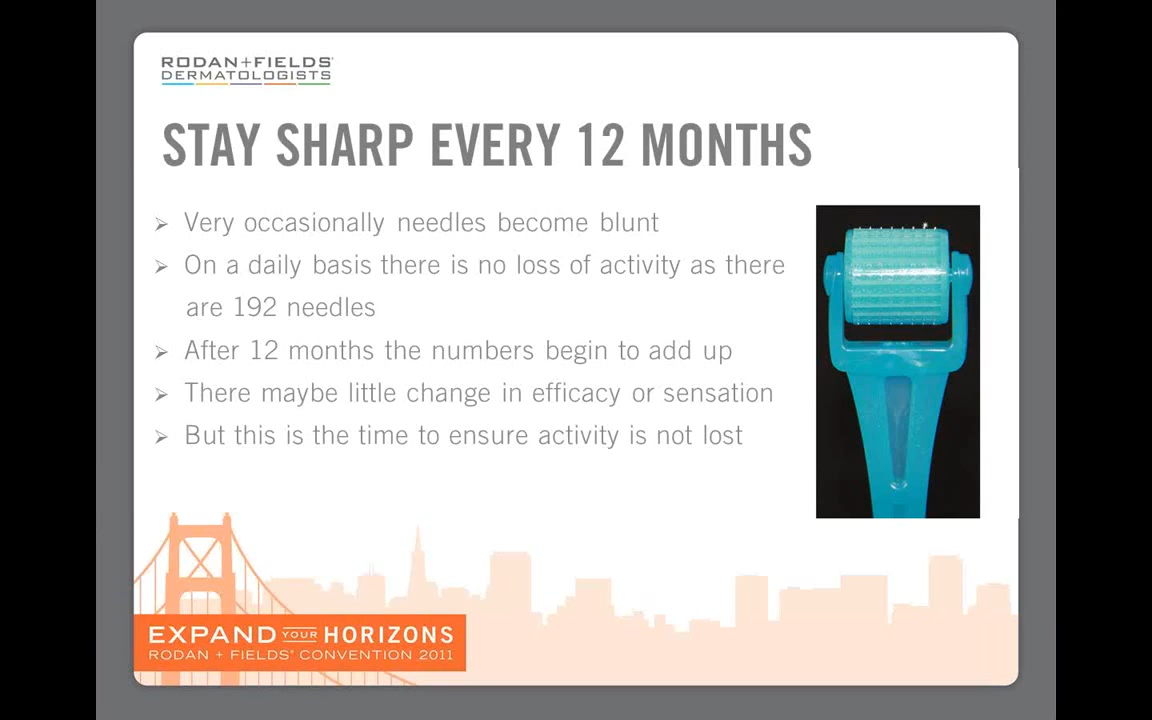 RODAN+FIELDS®
DERMATOLOGISTS
STAY SHARP EVERY 12 MONTHS
➢ Very occasionally needles become blunt
➢ On a daily basis there is no loss of activity as there
are 192 needles
➢ After 12 months the numbers begin to add up
➢ There maybe little change in efficacy or sensation
➢ But this is the time to ensure activity is not lost
EXPAND YOUR HORIZONS
RODAN + FIELDS® CONVENTION 2011